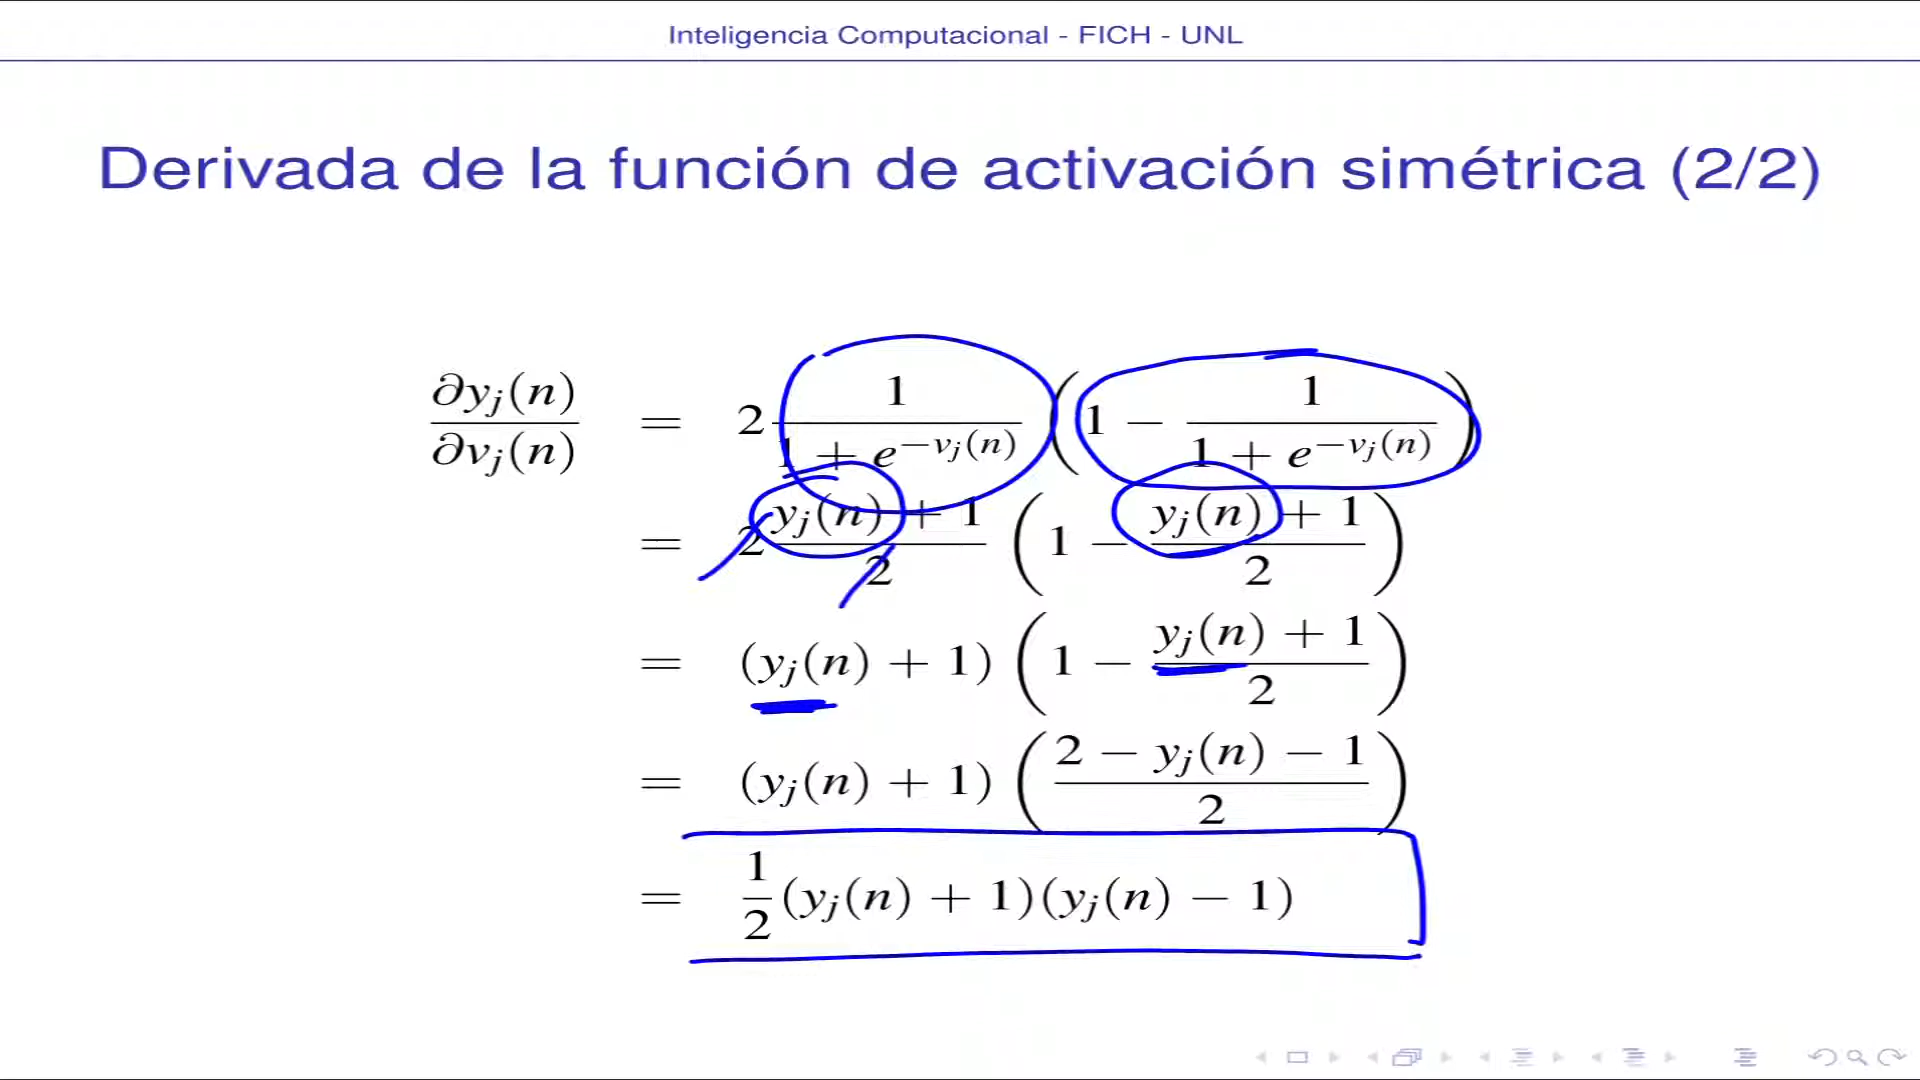 Inteligencia Computacional - FICH - UNL
Derivada de la función de activación simétrica (2/2)
∂yⱼ(n)/∂vⱼ(n) = 2 1/(1 + e^(−vⱼ(n))) (1 − 1/(1 + e^(−vⱼ(n))))
= 2 (yⱼ(n) + 1)/2 (1 − (yⱼ(n) + 1)/2)
= (yⱼ(n) + 1) (1 − (yⱼ(n) + 1)/2)
= (yⱼ(n) + 1) ((2 − yⱼ(n) − 1)/2)
= 1/2 (yⱼ(n) + 1)(yⱼ(n) − 1)